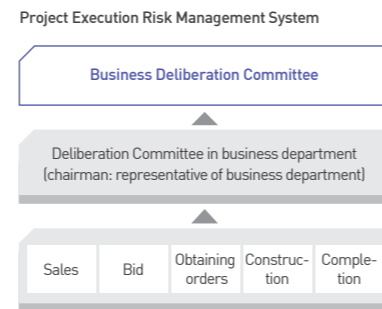 Project Execution Risk Management System
Business Deliberation Committee
Deliberation Committee in business department
(chairman: representative of business department)
Sales
Bid
Obtaining
orders
Construc-
tion
Comple-
tion